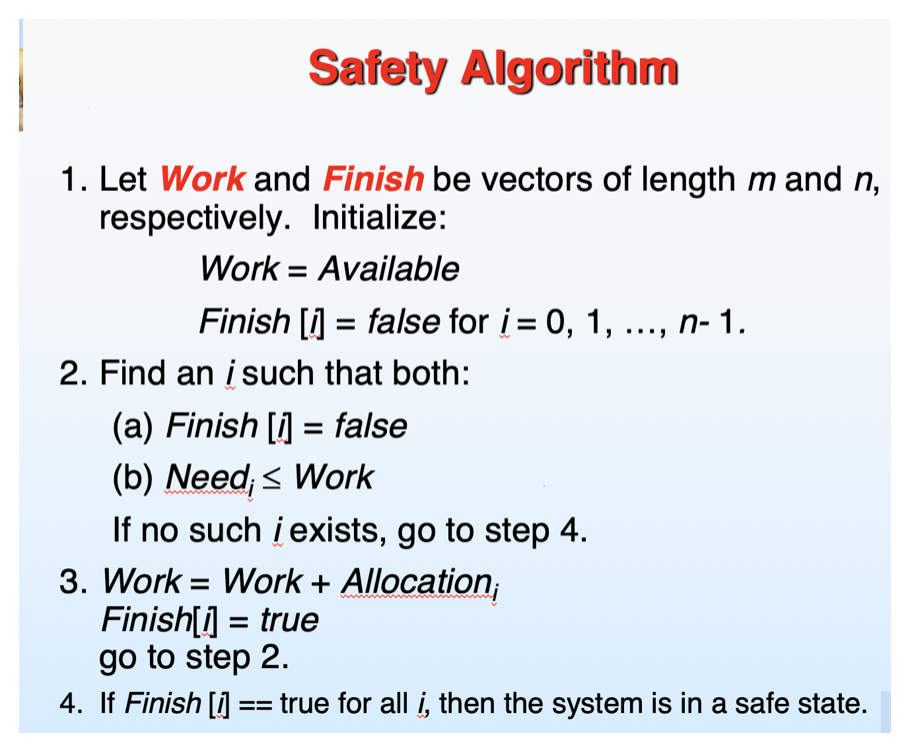 Safety Algorithm
1. Let Work and Finish be vectors of length m and n,
respectively.  Initialize:
Work = Available
Finish [i] = false for i = 0, 1, …, n- 1.
2. Find an i such that both:
(a) Finish [i] = false
(b) Needᵢ ≤ Work
If no such i exists, go to step 4.
3. Work = Work + Allocationᵢ
Finish[i] = true
go to step 2.
4. If Finish [i] == true for all i, then the system is in a safe state.